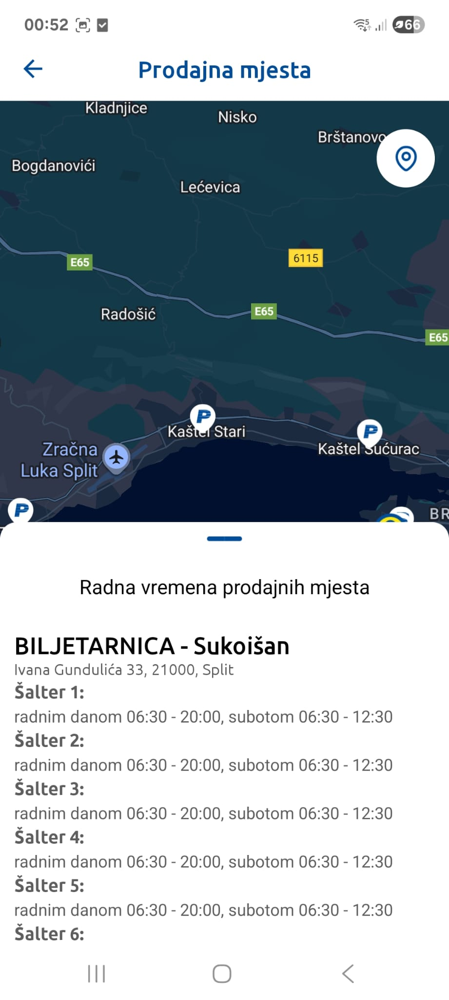 00:52
66
Prodajna mjesta
Kladnjice
Nisko
Brštanovo
Bogdanovići
Lećevica
6115
E65
E65
Radošić
E65
P
Kaštel Stari
P
Kaštel Sućurac
Zračna
Luka Split
P
BR
Radna vremena prodajnih mjesta
BILJETARNICA - Sukoišan
Ivana Gundulića 33, 21000, Split
Šalter 1:
radnim danom 06:30 - 20:00, subotom 06:30 - 12:30
Šalter 2:
radnim danom 06:30 - 20:00, subotom 06:30 - 12:30
Šalter 3:
radnim danom 06:30 - 20:00, subotom 06:30 - 12:30
Šalter 4:
radnim danom 06:30 - 20:00, subotom 06:30 - 12:30
Šalter 5:
radnim danom 06:30 - 20:00, subotom 06:30 - 12:30
Šalter 6: